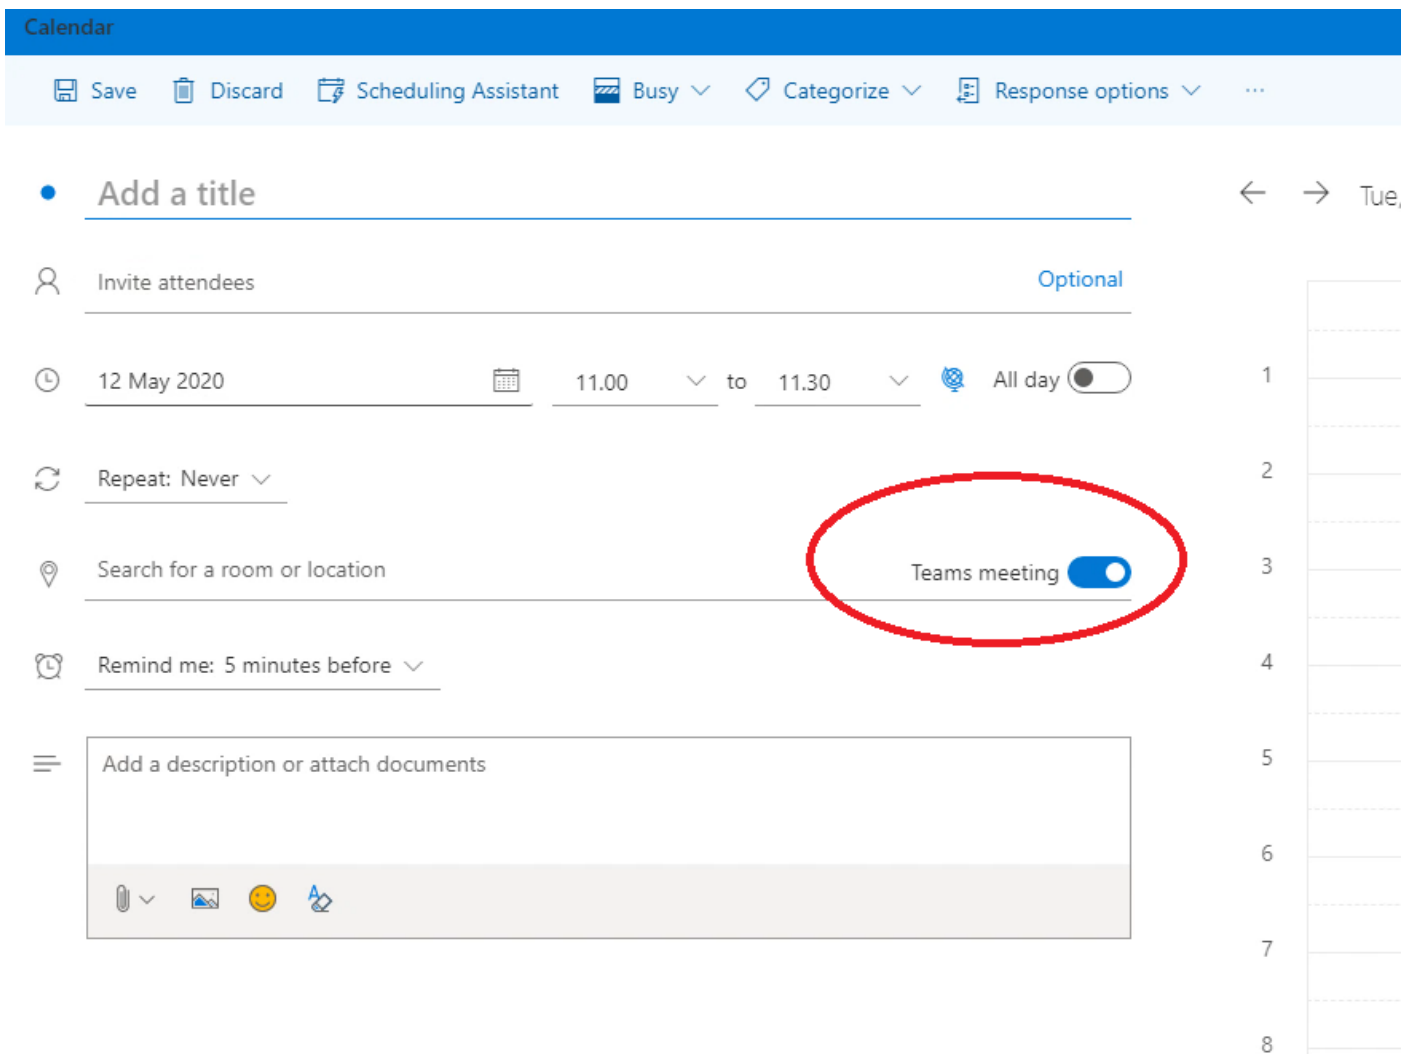 Calendar
Save Discard Scheduling Assistant Busy Categorize Response options ...
Add a title
Tue,
Invite attendees Optional
12 May 2020 11.00 to 11.30 All day
1
Repeat: Never
2
Search for a room or location Teams meeting
3
Remind me: 5 minutes before
4
Add a description or attach documents
5
6
7
8